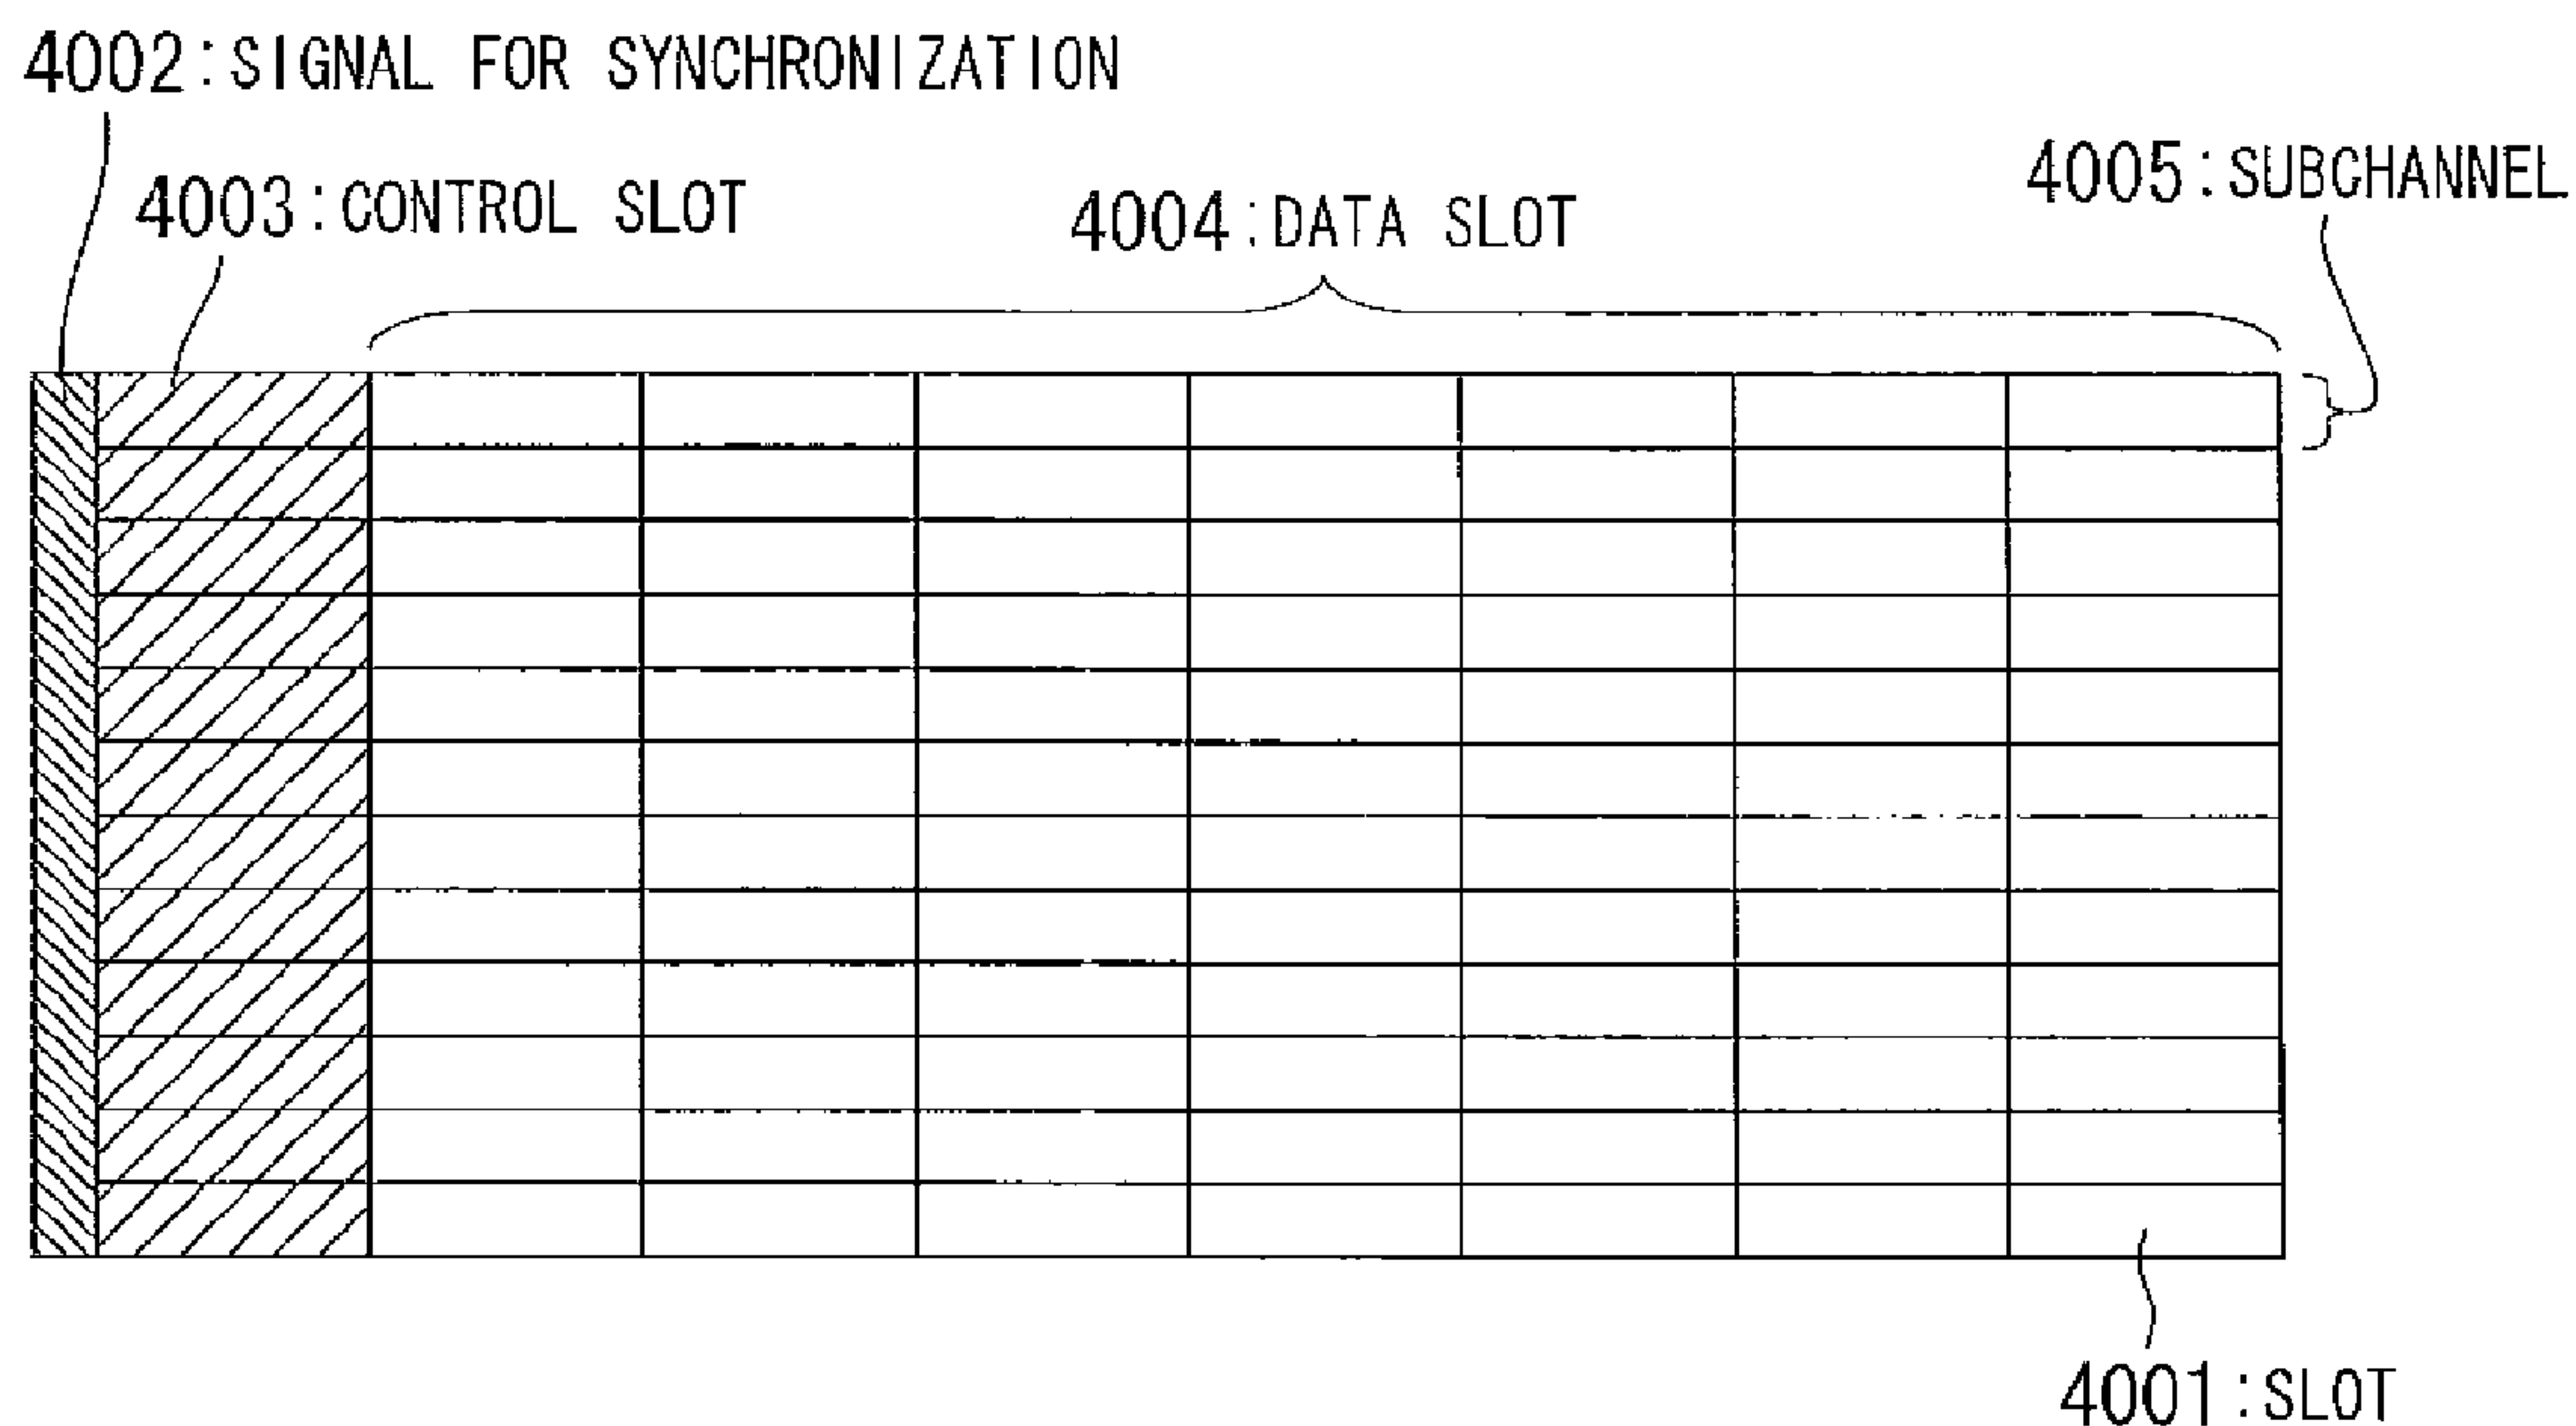 4002:SIGNAL FOR SYNCHRONIZATION
4003:CONTROL SLOT
4004:DATA SLOT
4005:SUBCHANNEL
4001:SLOT